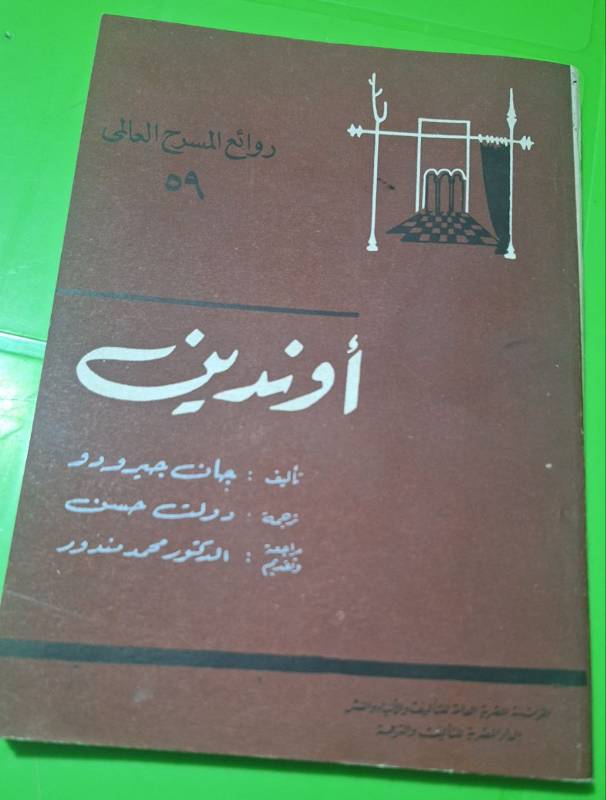 روائع المسرح العالمى
٥٩
أوندين
تأليف : جان جيرودو
ترجمة : دولت حسن
مراجعة وتقديم : الدكتور محمد مندور
المؤسسة المصرية العامة للتأليف والأنباء والنشر
الدار المصرية للتأليف والترجمة